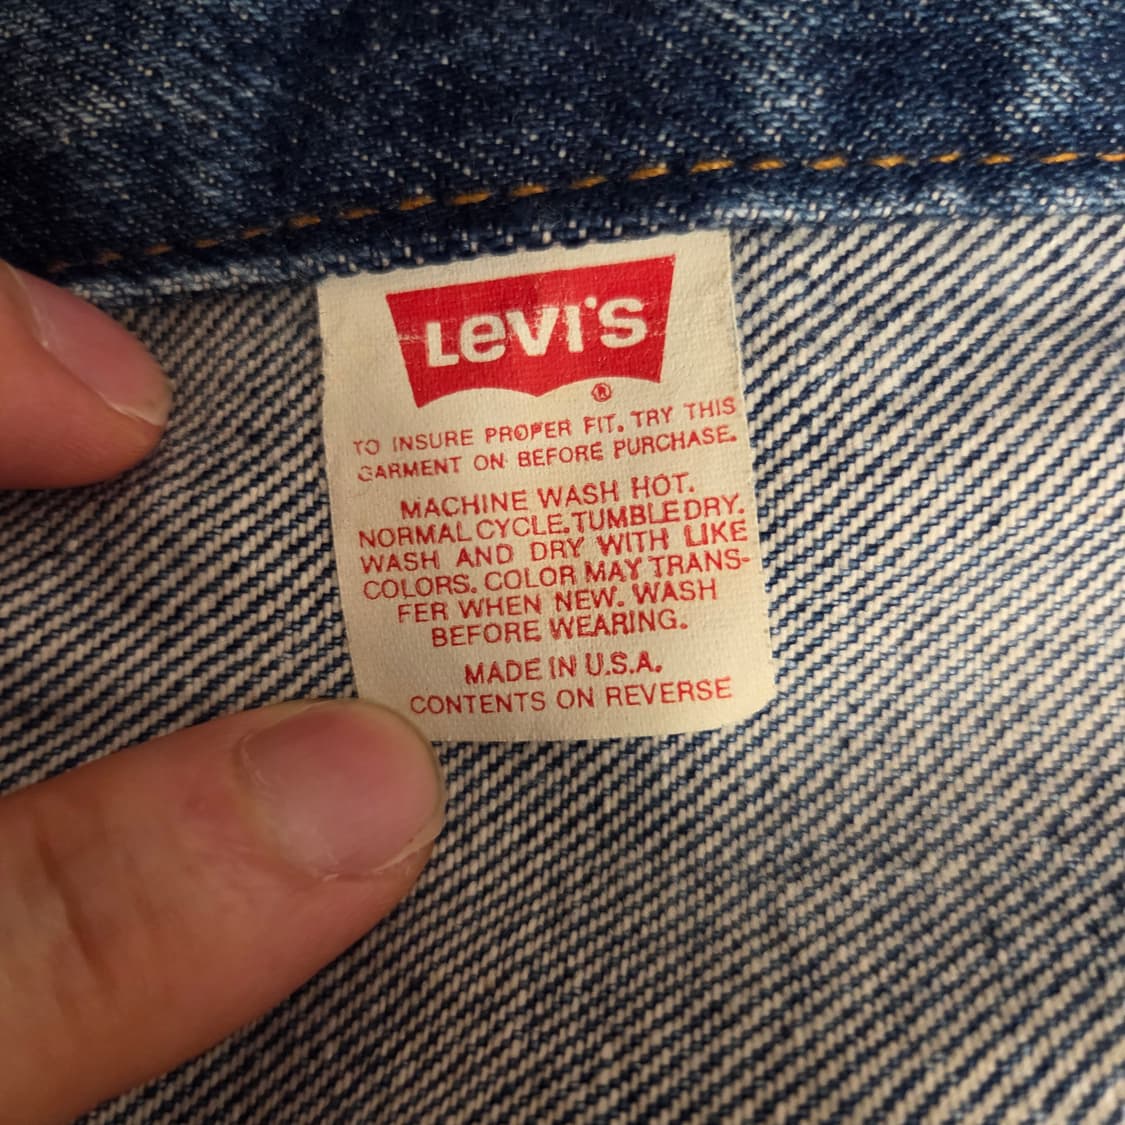 Levi's
®
TO INSURE PROPER FIT. TRY THIS
GARMENT ON BEFORE PURCHASE.
MACHINE WASH HOT.
NORMAL CYCLE. TUMBLE DRY.
WASH AND DRY WITH LIKE
COLORS. COLOR MAY TRANS-
FER WHEN NEW. WASH
BEFORE WEARING.
MADE IN U.S.A.
CONTENTS ON REVERSE